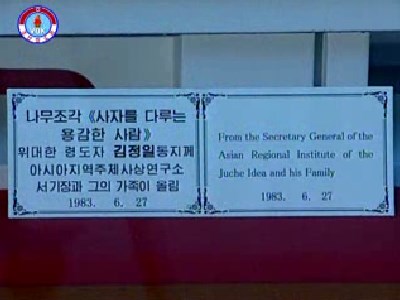 나무조각 《사자를 다루는
용감한 사람》
위대한 령도자 김정일동지께
아시아지역주체사상연구소
서기장과 그의 가족이 올림
1983. 6. 27
From the Secretary General of the
Asian Regional Institute of the
Juche Idea and his Family
1983. 6. 27